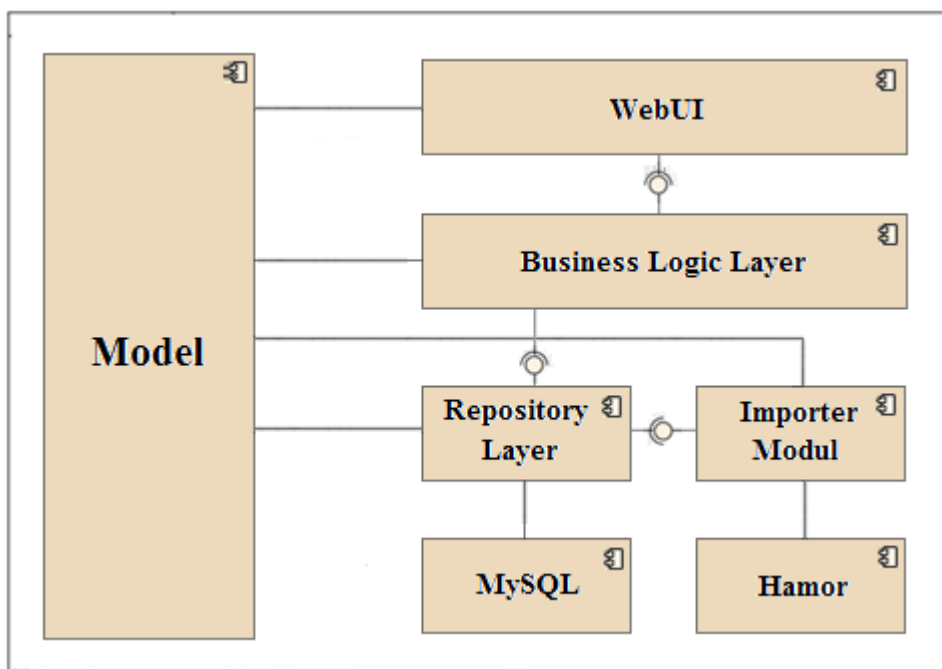 WebUI
Business Logic Layer
Model
Repository
Layer
Importer
Modul
MySQL
Hamor